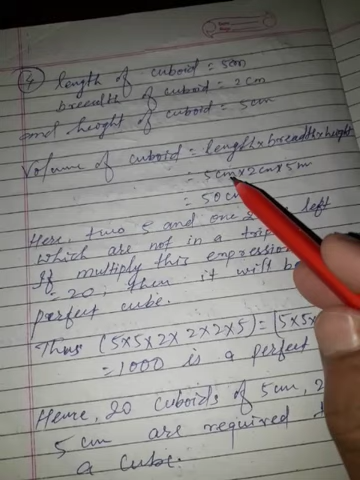 4 length of cuboid = 5cm
breadth of cuboid = 2cm
and height of cuboid = 5cm
Volume of cuboid = length×breadth×height
= 5cm×2cm×5m
= 50cm
Here, two 5 and one left
which are not in a
If multiply this expression
= 20, then it will b
perfect cube.
Thus (5×5×2×2×2×5) = (5×5×
= 1000 is a perfect
Hence, 20 cuboids of 5cm, 2
5 cm are required
a cube.